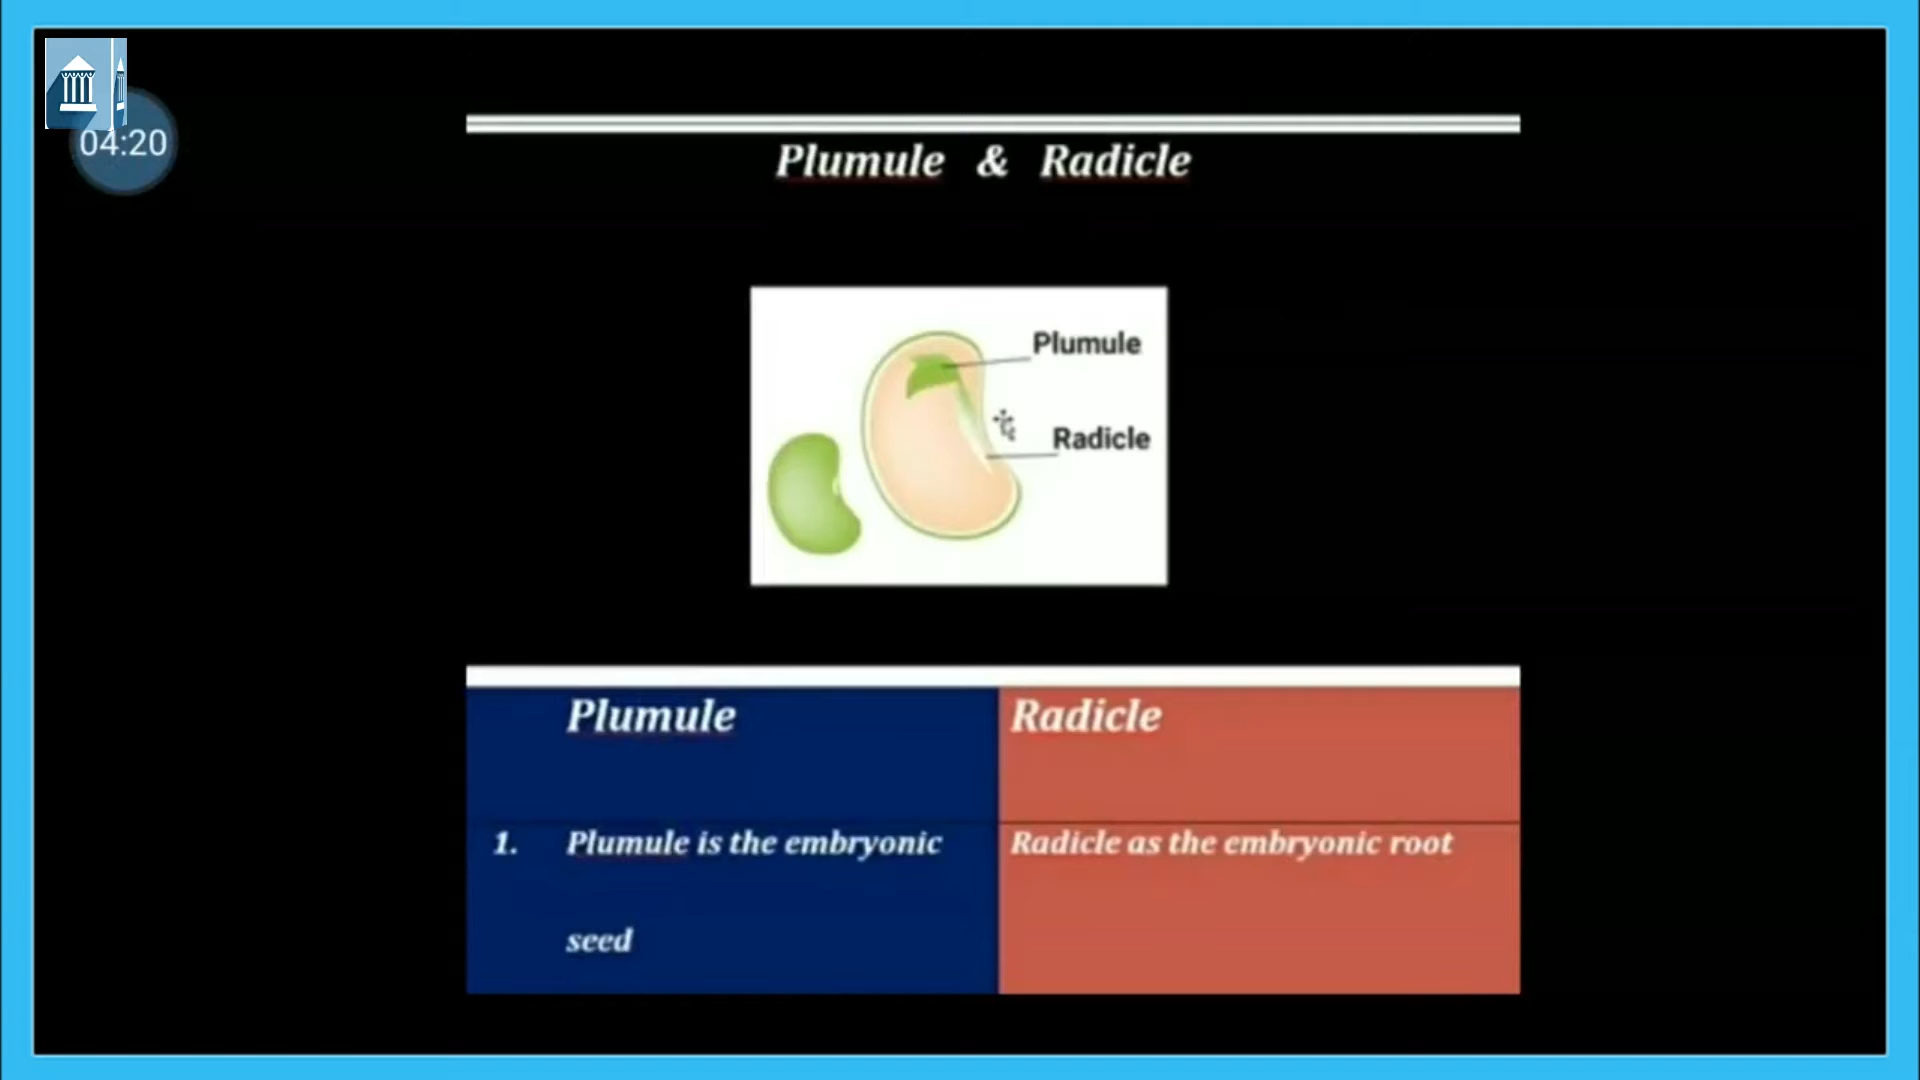 04:20
Plumule & Radicle
Plumule
Radicle
Plumule
Radicle
1. Plumule is the embryonic
seed
Radicle as the embryonic root